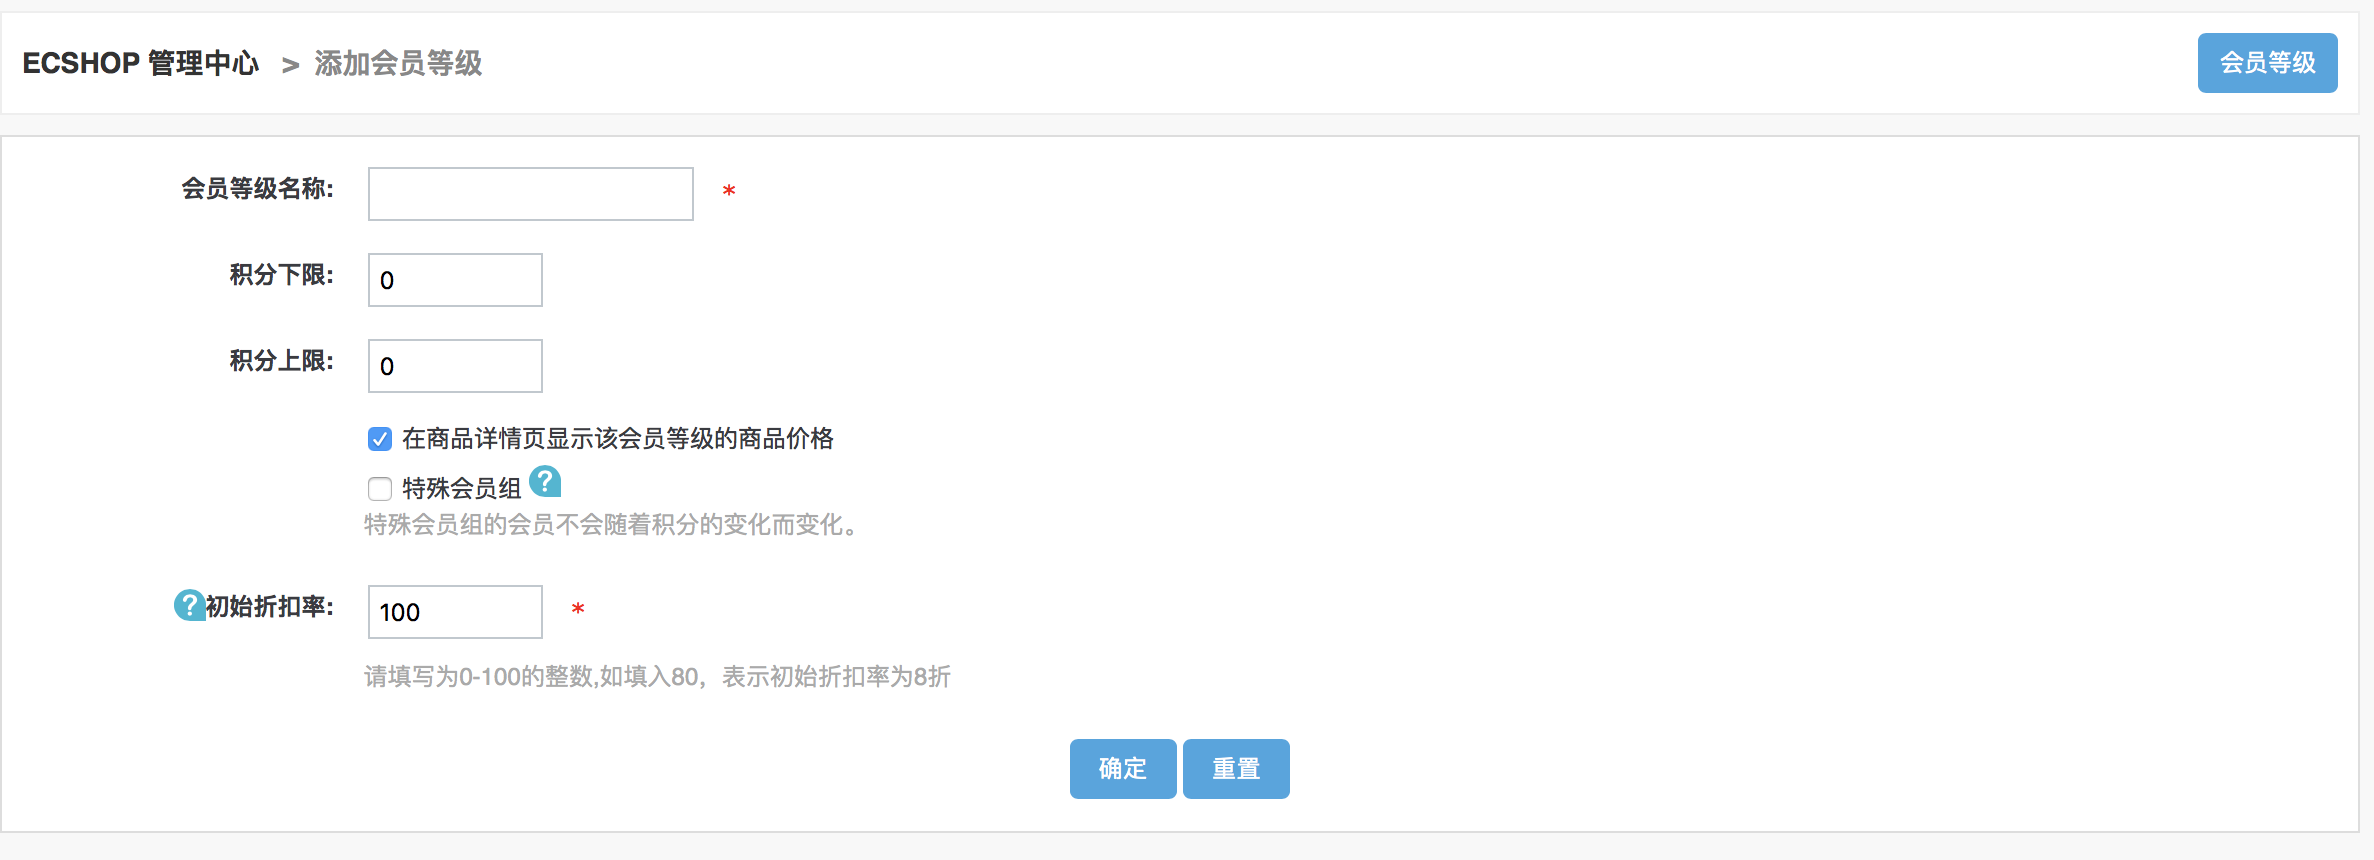 ECSHOP 管理中心 > 添加会员等级
会员等级
会员等级名称: *
积分下限: 0
积分上限: 0
在商品详情页显示该会员等级的商品价格
特殊会员组 ?
特殊会员组的会员不会随着积分的变化而变化。
?初始折扣率: 100 *
请填写为0-100的整数,如填入80，表示初始折扣率为8折
确定 重置